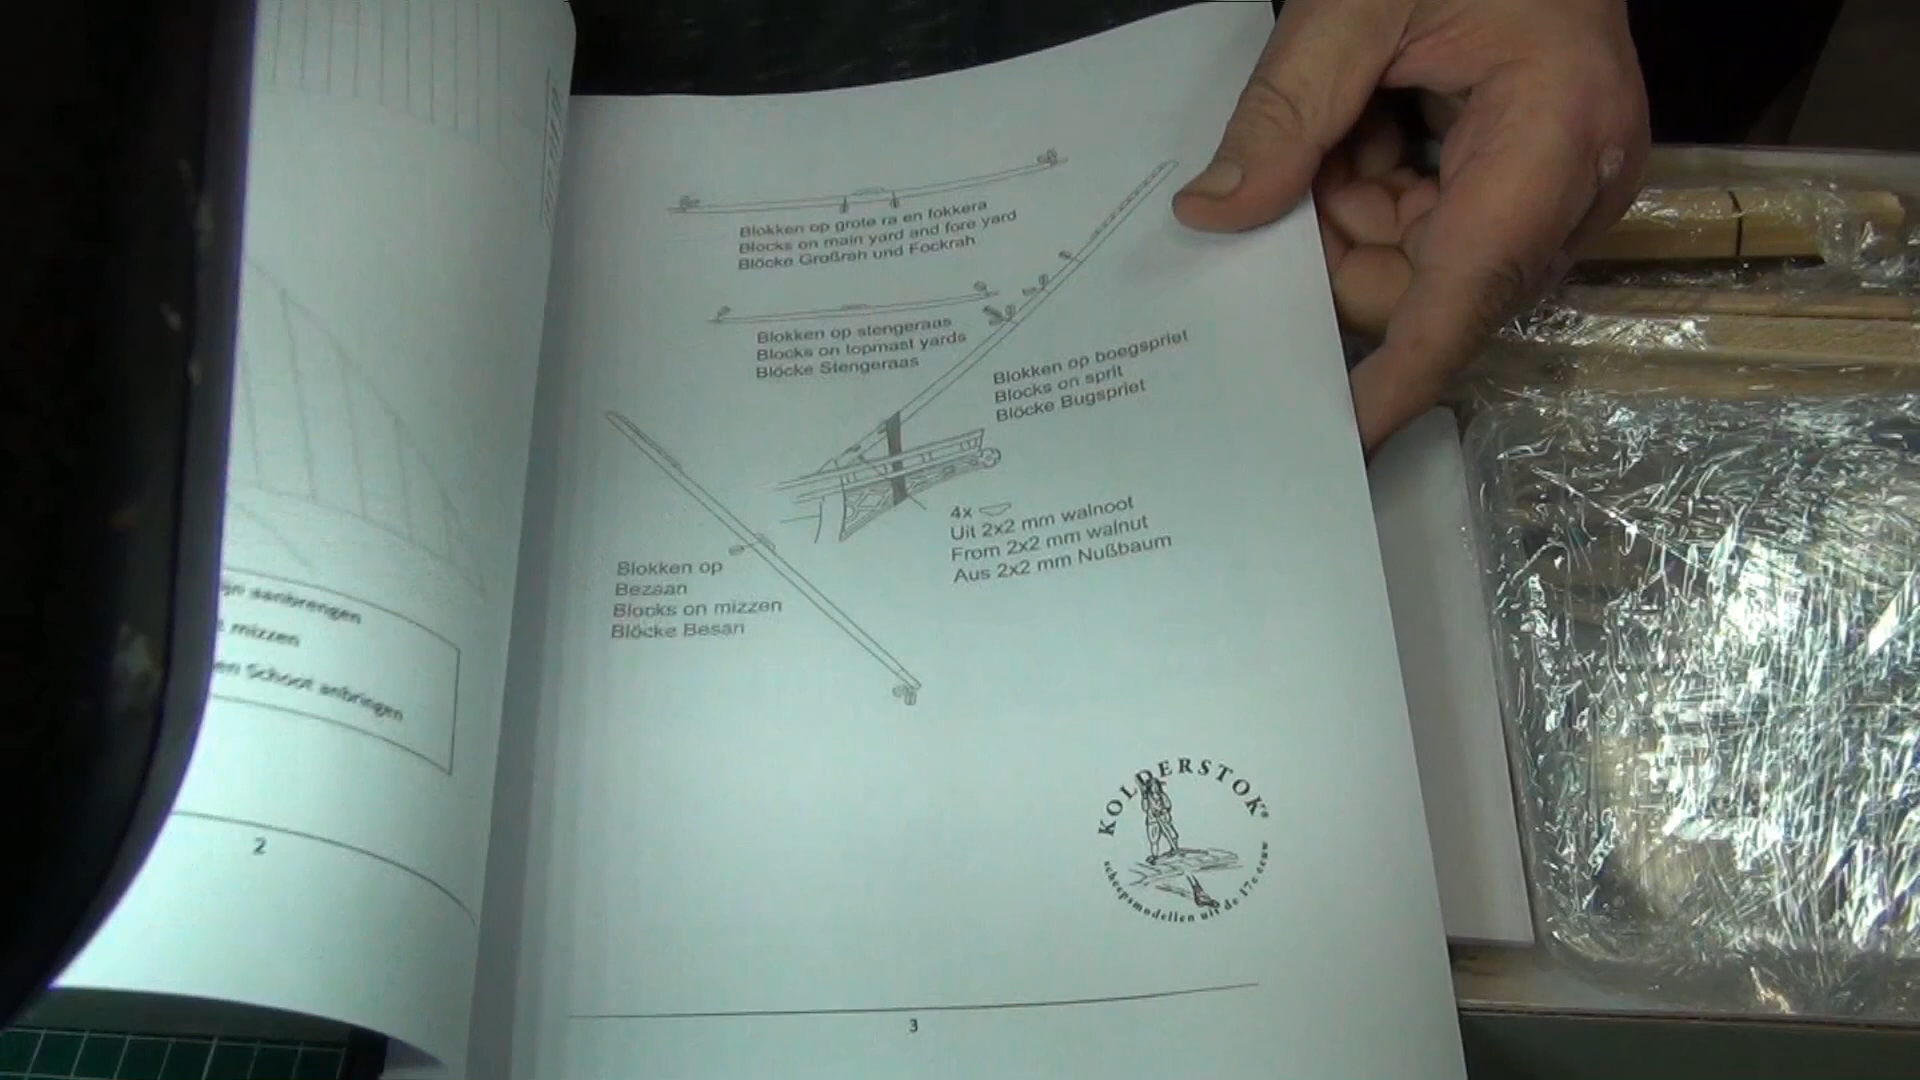 aanbrengen
mizzen
en Schoot anbringen
2
Blokken op grote ra en fokkera
Blocks on main yard and fore yard
Blöcke Großrah und Fockrah
Blokken op stengeraas
Blocks on topmast yards
Blöcke Stengeraas
Blokken op boegspriet
Blocks on sprit
Blöcke Bugspriet
4x
Uit 2x2 mm walnoot
From 2x2 mm walnut
Aus 2x2 mm Nußbaum
Blokken op
Bezaan
Blocks on mizzen
Blöcke Besan
KOLDERSTOK®
scheepsmodellen uit de 17e eeuw
3